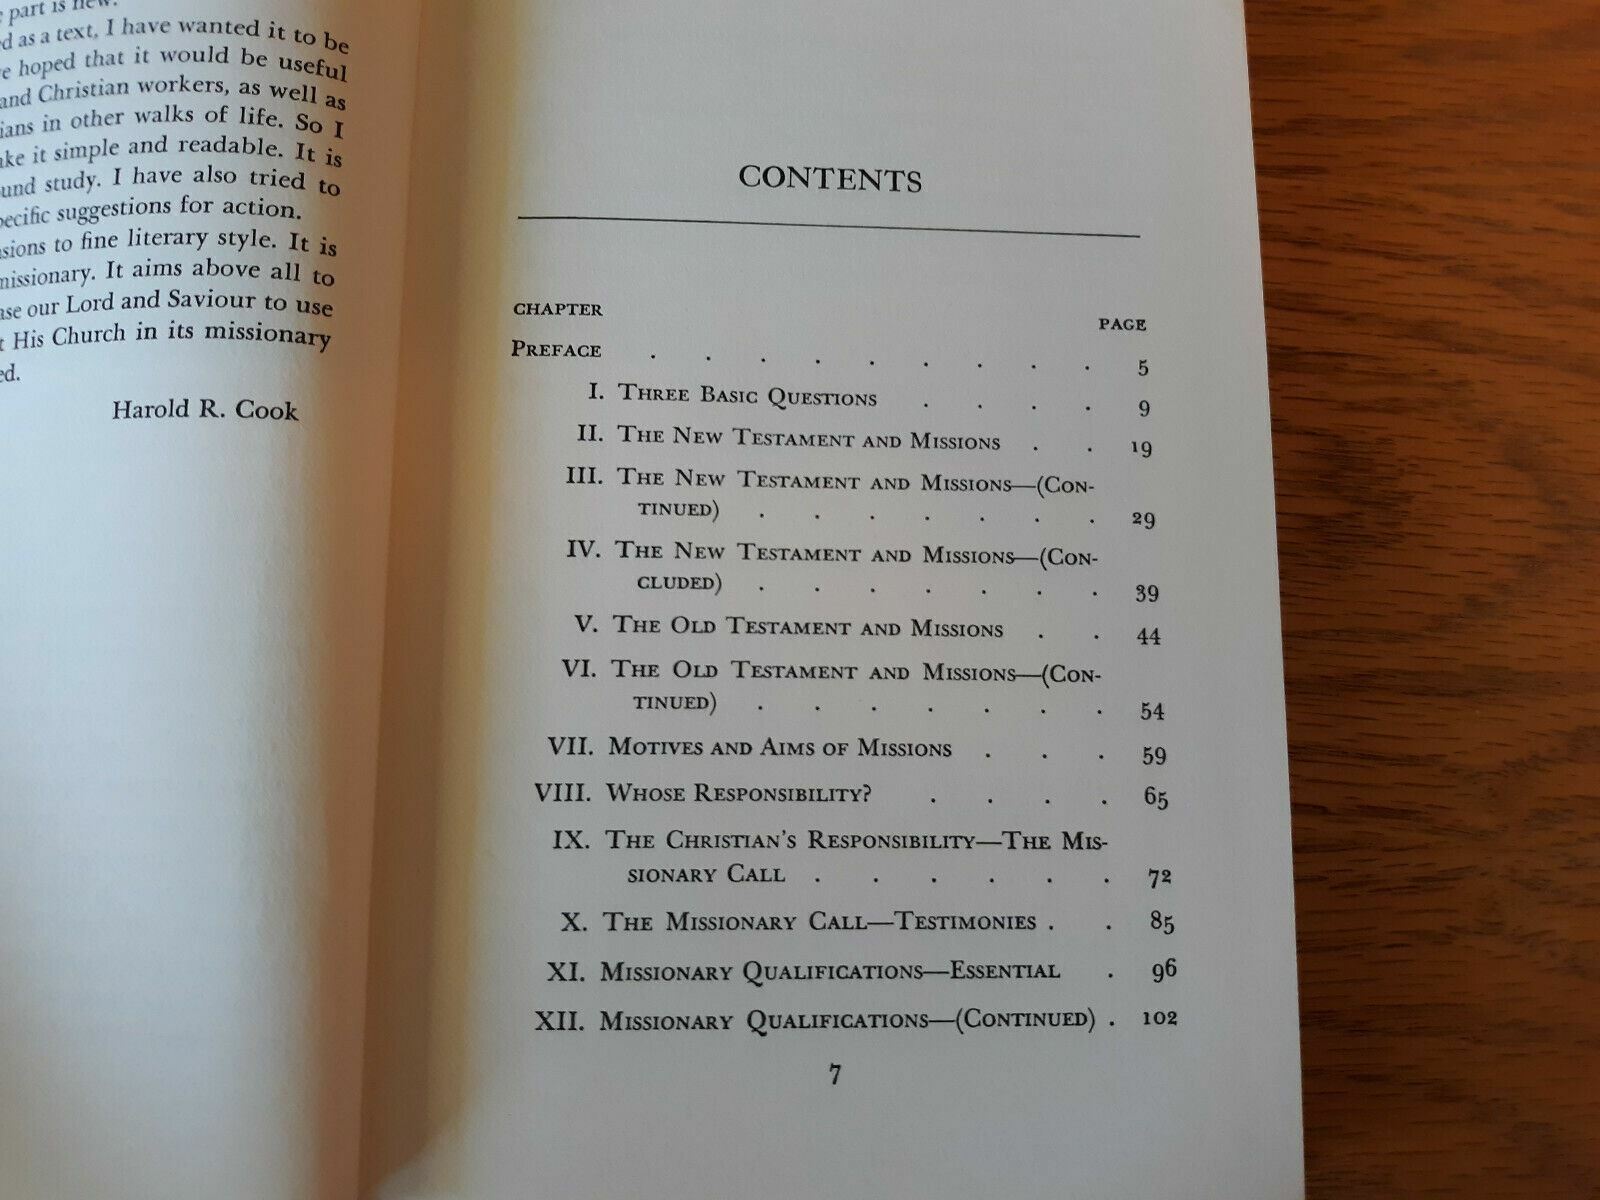 part is new.
as a text, I have wanted it to be
hoped that it would be useful
and Christian workers, as well as
in other walks of life. So I
it simple and readable. It is
study. I have also tried to
suggestions for action.
to fine literary style. It is
missionary. It aims above all to
our Lord and Saviour to use
His Church in its missionary
Harold R. Cook
CONTENTS
CHAPTER PAGE
PREFACE . . . . . . . . . 5
I. THREE BASIC QUESTIONS . . . . 9
II. THE NEW TESTAMENT AND MISSIONS . . 19
III. THE NEW TESTAMENT AND MISSIONS—(CON-
TINUED) . . . . . . . 29
IV. THE NEW TESTAMENT AND MISSIONS—(CON-
CLUDED) . . . . . . . 39
V. THE OLD TESTAMENT AND MISSIONS . . 44
VI. THE OLD TESTAMENT AND MISSIONS—(CON-
TINUED) . . . . . . . 54
VII. MOTIVES AND AIMS OF MISSIONS . . . 59
VIII. WHOSE RESPONSIBILITY? . . . . 65
IX. THE CHRISTIAN'S RESPONSIBILITY—THE MIS-
SIONARY CALL . . . . . . 72
X. THE MISSIONARY CALL—TESTIMONIES . . 85
XI. MISSIONARY QUALIFICATIONS—ESSENTIAL . 96
XII. MISSIONARY QUALIFICATIONS—(CONTINUED) . 102
7